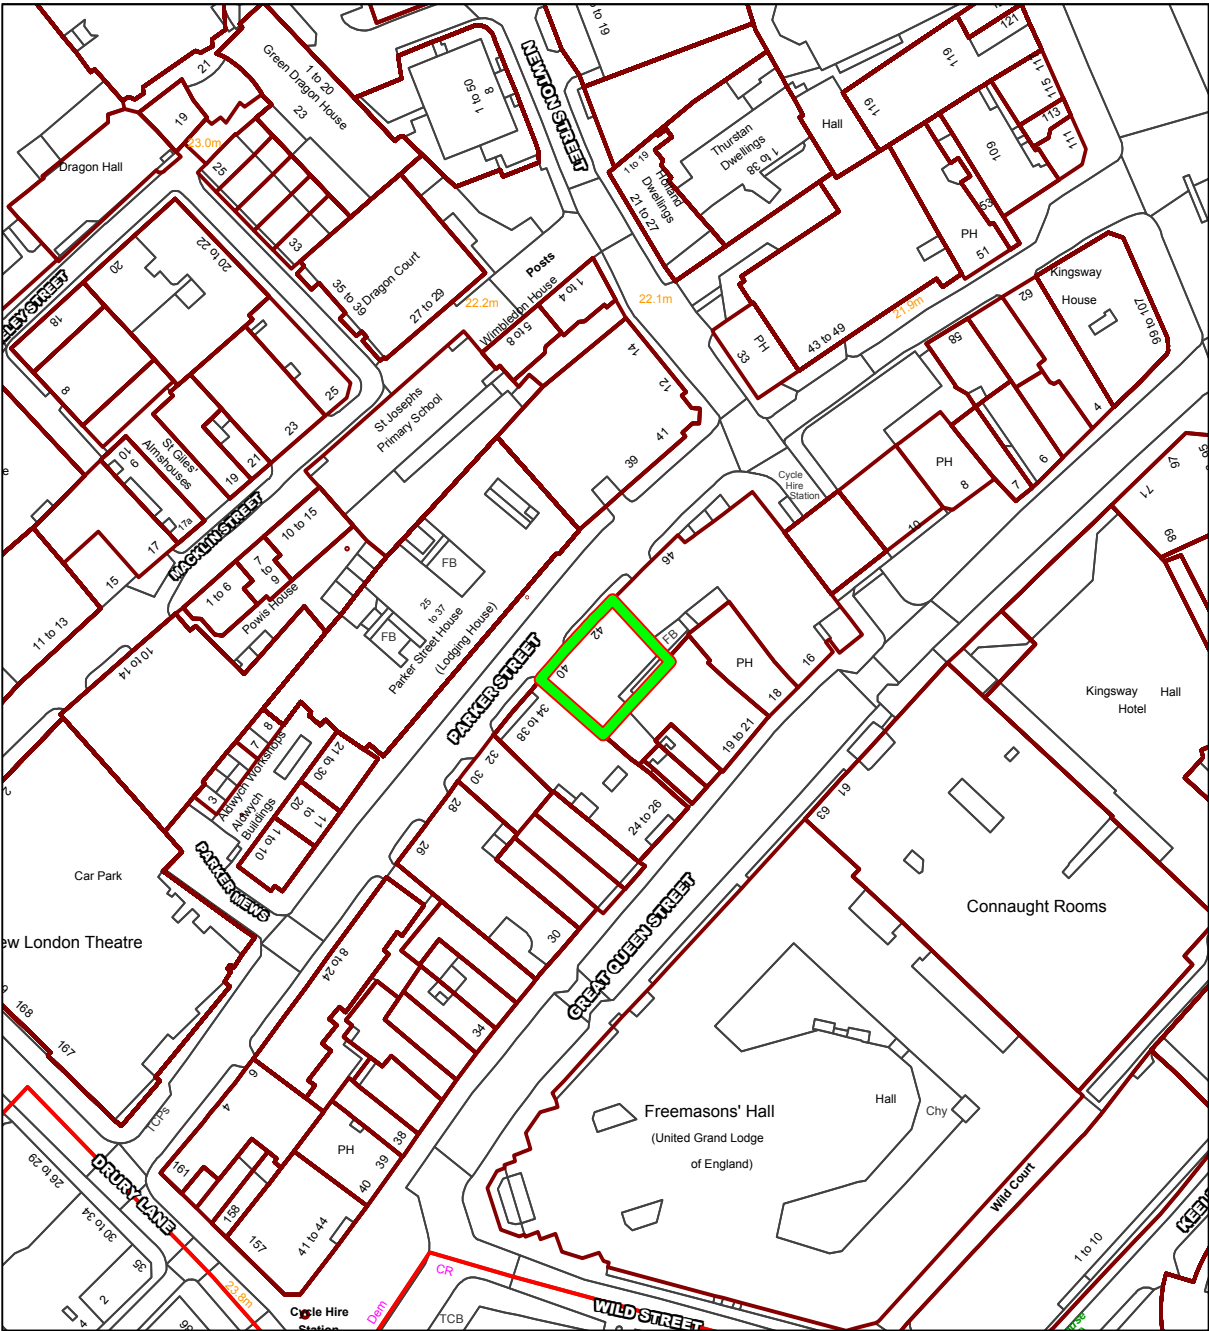 21
1 to 20
Green Dragon House
23
19
23.0m
25
Dragon Hall
33
8
1 to 50
NEWTON STREET
to 19
1 to 19
Holland
Dwellings
21 to 27
Thurstan
Dwellings
1 to 38
Hall
119
119
121
115
113
111
109
53
PH
51
20
20 to 22
18
8
35 to 39
Dragon Court
27 to 29
22.2m
Posts
Wimbledon House
1 to 4
5 to 8
22.1m
33
PH
43 to 49
21.9m
Kingsway
House
62
58
99 to 107
4
6
7
8
PH
10
25
23
21
19
St Giles'
Almshouses
10
9
17a
17
15
11 to 13
MACKLIN STREET
St Josephs
Primary School
14
12
41
39
Cycle
Hire
Station
46
10 to 15
7
to
9
1 to 6
Powis House
10 to 14
FB
25
to 37
FB
Parker Street House
(Lodging House)
PARKER STREET
42
40
FB
PH
16
18
19 to 21
34 to 38
32
30
28
26
24 to 26
97
71
69
Kingsway Hall
Hotel
61
63
8
7
3
Aldwych Workshops
Aldwych
Buildings
21 to 30
20
to
11
1 to 10
PARKER MEWS
Car Park
ew London Theatre
168
167
8 to 24
30
34
GREAT QUEEN STREET
Connaught Rooms
6
4
TCPs
161
158
157
PH
38
39
40
41 to 44
Freemasons' Hall
(United Grand Lodge
of England)
Hall
Chy
Wild Court
1 to 10
DRURY LANE
26 to 29
30 to 34
35
2
4
36
23.8m
Cycle Hire
Station
Dem
CR
TCB
WILD STREET